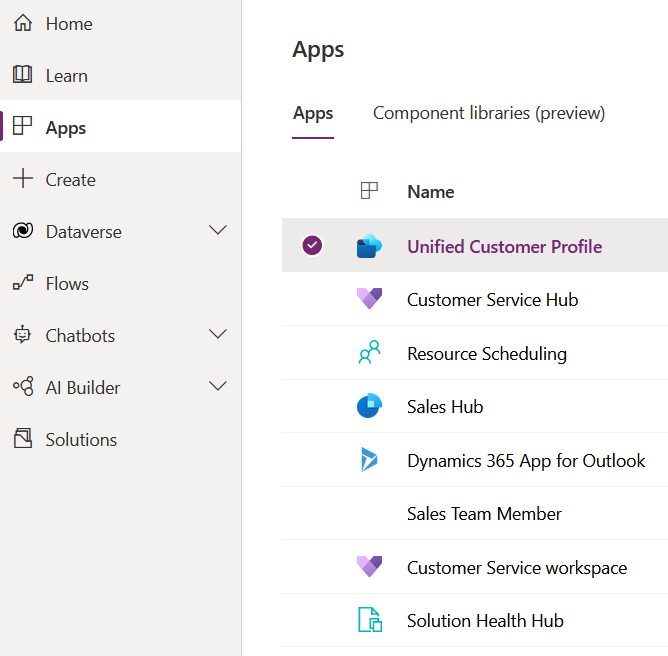 Home
Learn
Apps
Create
Dataverse
Flows
Chatbots
AI Builder
Solutions
Apps
Apps
Component libraries (preview)
Name
Unified Customer Profile
Customer Service Hub
Resource Scheduling
Sales Hub
Dynamics 365 App for Outlook
Sales Team Member
Customer Service workspace
Solution Health Hub